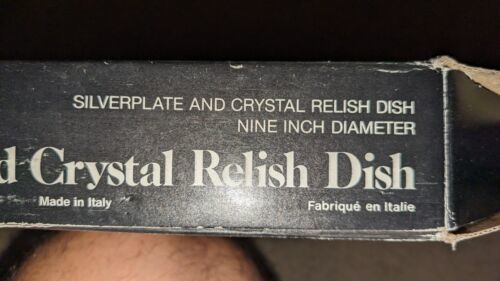 SILVERPLATE AND CRYSTAL RELISH DISH
NINE INCH DIAMETER
d Crystal Relish Dish
Made in Italy
Fabriqué en Italie